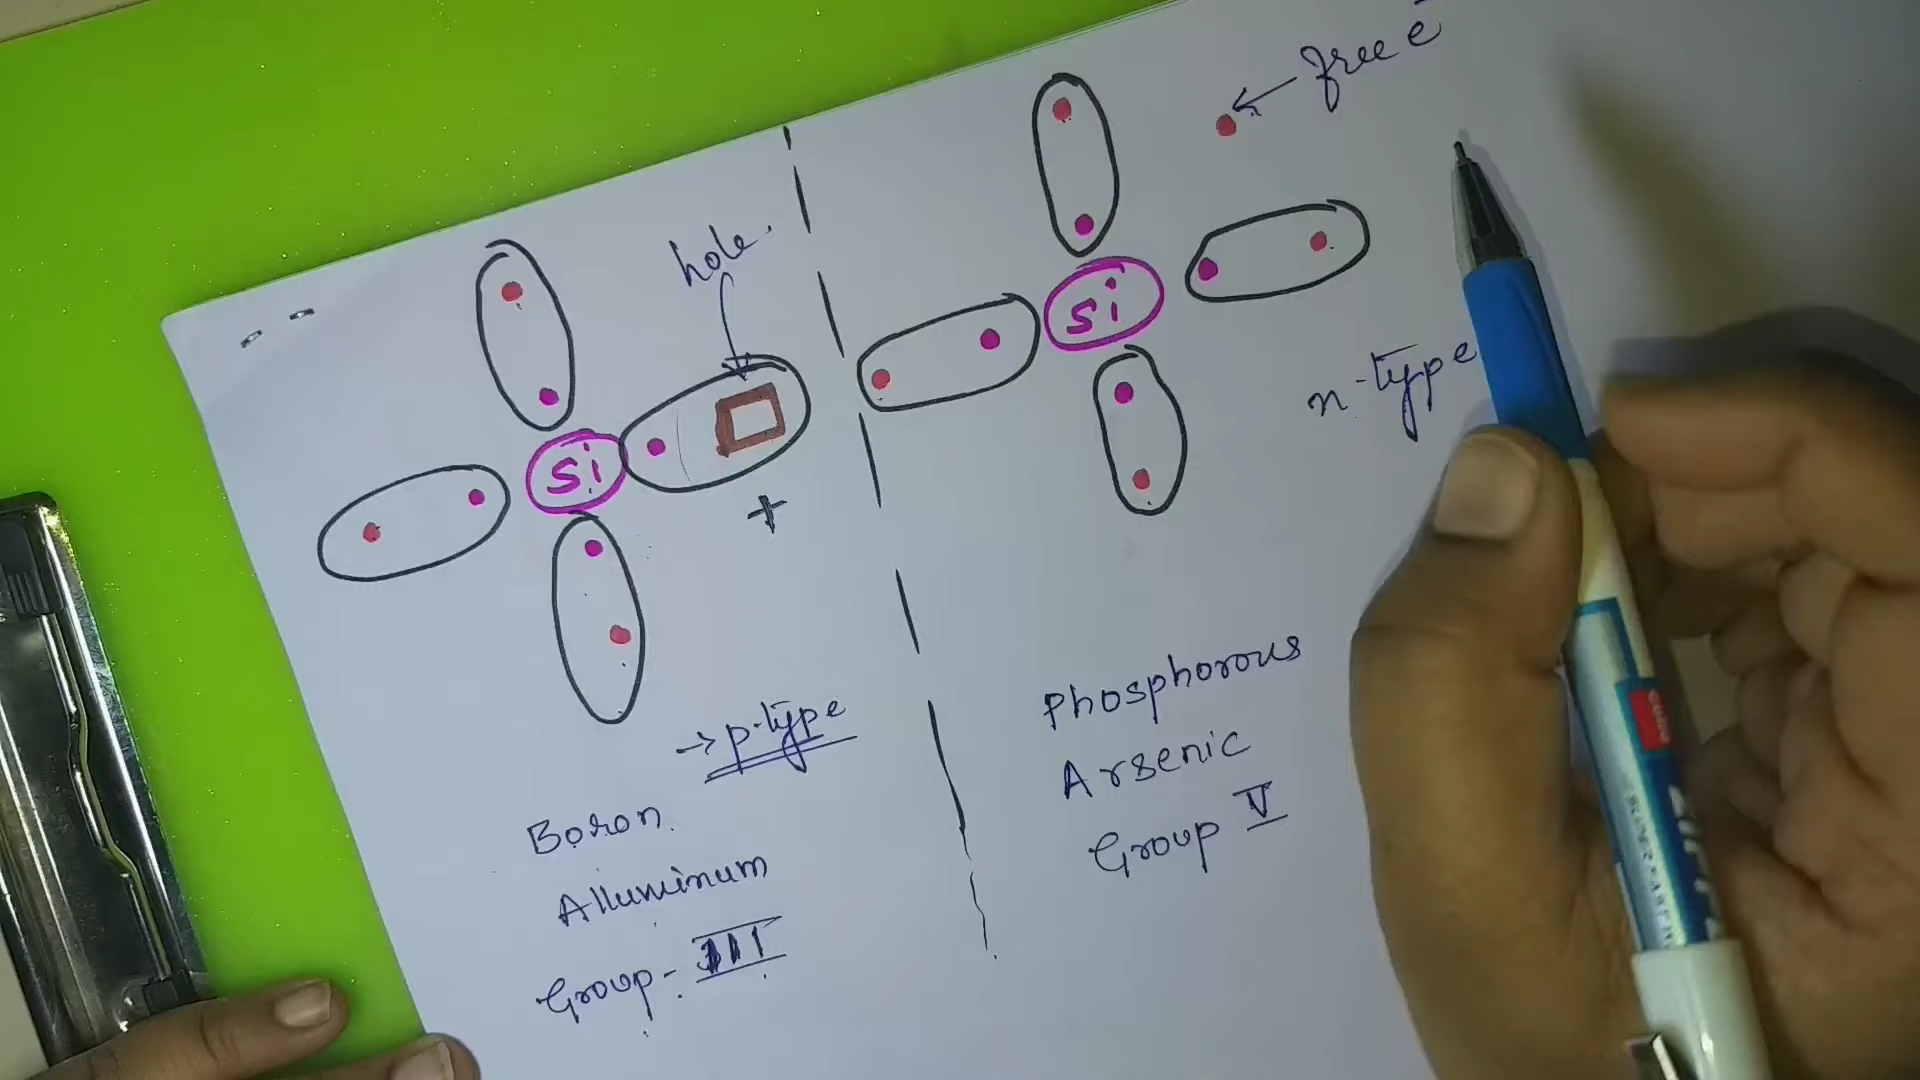 hole.
Si
+
→ p-type
Boron.
Alluminum
Group - III
free e⁻
Si
n-type
Phosphorous
Arsenic
Group V